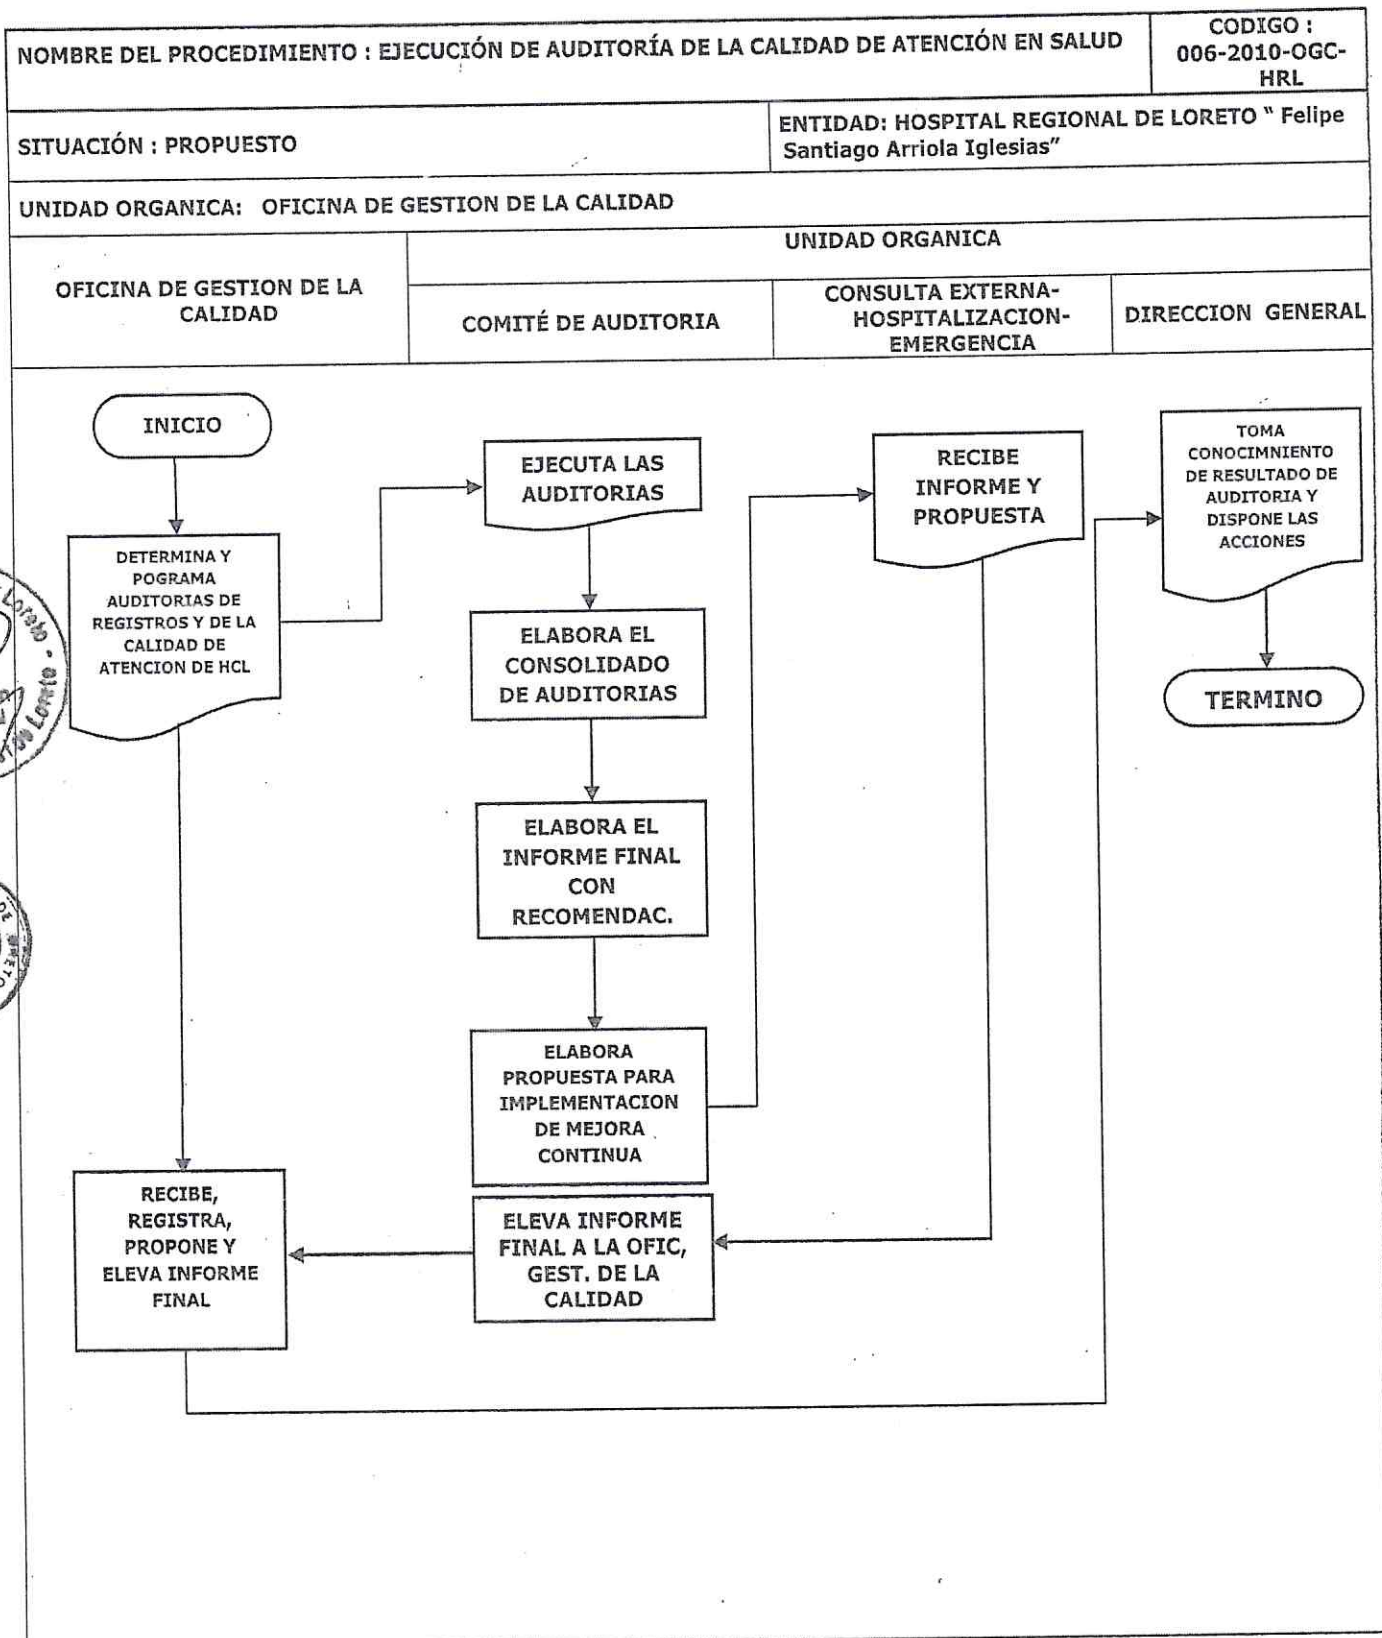 NOMBRE DEL PROCEDIMIENTO : EJECUCIÓN DE AUDITORÍA DE LA CALIDAD DE ATENCIÓN EN SALUD
CODIGO :
006-2010-OGC-
HRL
SITUACIÓN : PROPUESTO
ENTIDAD: HOSPITAL REGIONAL DE LORETO “ Felipe
Santiago Arriola Iglesias”
UNIDAD ORGANICA: OFICINA DE GESTION DE LA CALIDAD
OFICINA DE GESTION DE LA
CALIDAD
UNIDAD ORGANICA
COMITÉ DE AUDITORIA
CONSULTA EXTERNA-
HOSPITALIZACION-
EMERGENCIA
DIRECCION GENERAL
INICIO
DETERMINA Y
POGRAMA
AUDITORIAS DE
REGISTROS Y DE LA
CALIDAD DE
ATENCION DE HCL
EJECUTA LAS
AUDITORIAS
ELABORA EL
CONSOLIDADO
DE AUDITORIAS
ELABORA EL
INFORME FINAL
CON
RECOMENDAC.
ELABORA
PROPUESTA PARA
IMPLEMENTACION
DE MEJORA
CONTINUA
RECIBE
INFORME Y
PROPUESTA
ELEVA INFORME
FINAL A LA OFIC,
GEST. DE LA
CALIDAD
RECIBE,
REGISTRA,
PROPONE Y
ELEVA INFORME
FINAL
TOMA
CONOCIMNIENTO
DE RESULTADO DE
AUDITORIA Y
DISPONE LAS
ACCIONES
TERMINO
Loreto -
Loreto
DE